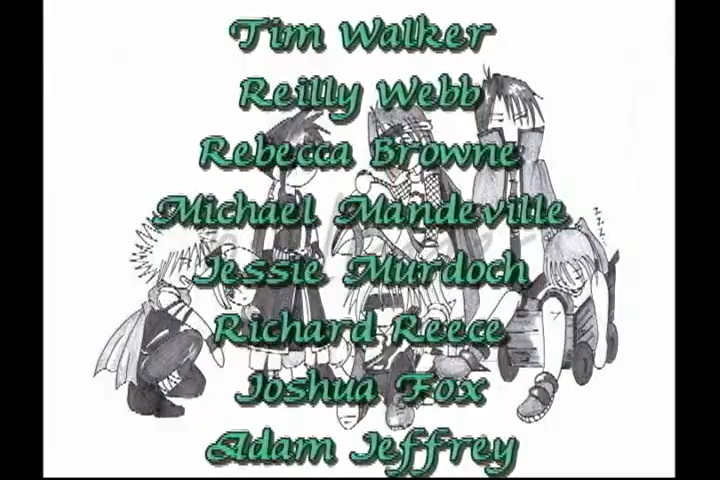 Tim Walker
Reilly Webb
Rebecca Browne
Michael Mandeville
Jessie Murdoch
Richard Reece
Joshua Fox
Adam Jeffrey
z z z